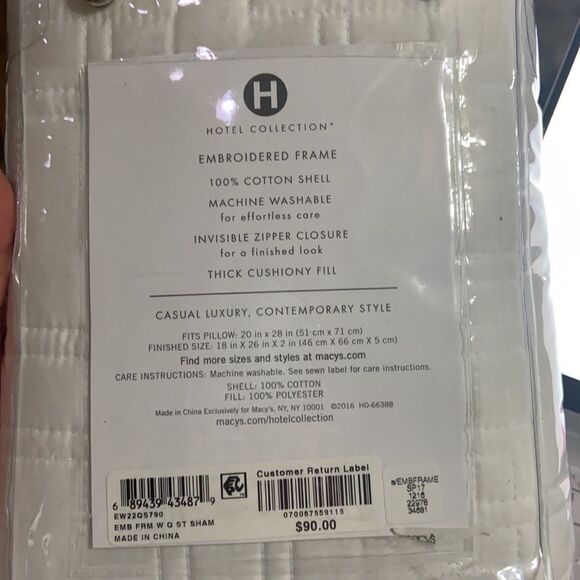 H
HOTEL COLLECTION®
EMBROIDERED FRAME
100% COTTON SHELL
MACHINE WASHABLE
for effortless care
INVISIBLE ZIPPER CLOSURE
for a finished look
THICK CUSHIONY FILL
CASUAL LUXURY, CONTEMPORARY STYLE
FITS PILLOW: 20 in x 28 in (51 cm x 71 cm)
FINISHED SIZE: 18 in X 26 in X 2 in (46 cm X 66 cm X 5 cm)
Find more sizes and styles at macys.com
CARE INSTRUCTIONS: Machine washable. See sewn label for care instructions.
SHELL: 100% COTTON
FILL: 100% POLYESTER
Made in China Exclusively for Macy's, NY, NY 10001 ©2016 HO-6638B
macys.com/hotelcollection
6 89439 43487 9
EW22QS790
EMB FRM W Q ST SHAM
MADE IN CHINA
Customer Return Label
070067559115
$90.00
s/EMBFRAME
SP17
1216
22978
34681